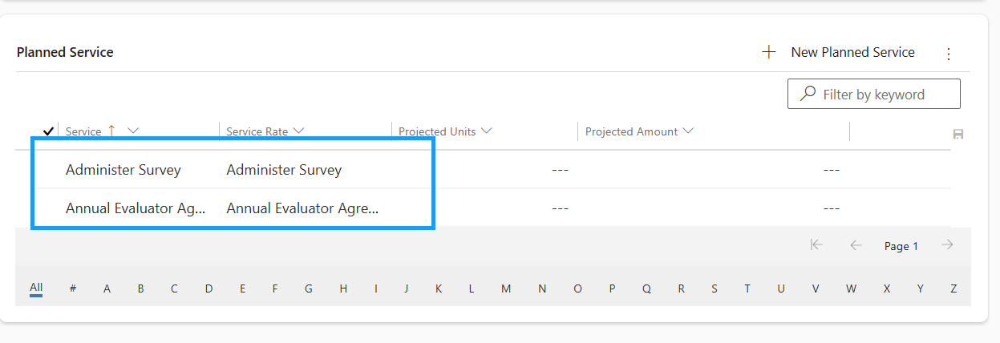 Planned Service
New Planned Service
Filter by keyword
Service Service Rate Projected Units Projected Amount
Administer Survey Administer Survey --- ---
Annual Evaluator Ag... Annual Evaluator Agre... --- ---
Page 1
All # A B C D E F G H I J K L M N O P Q R S T U V W X Y Z